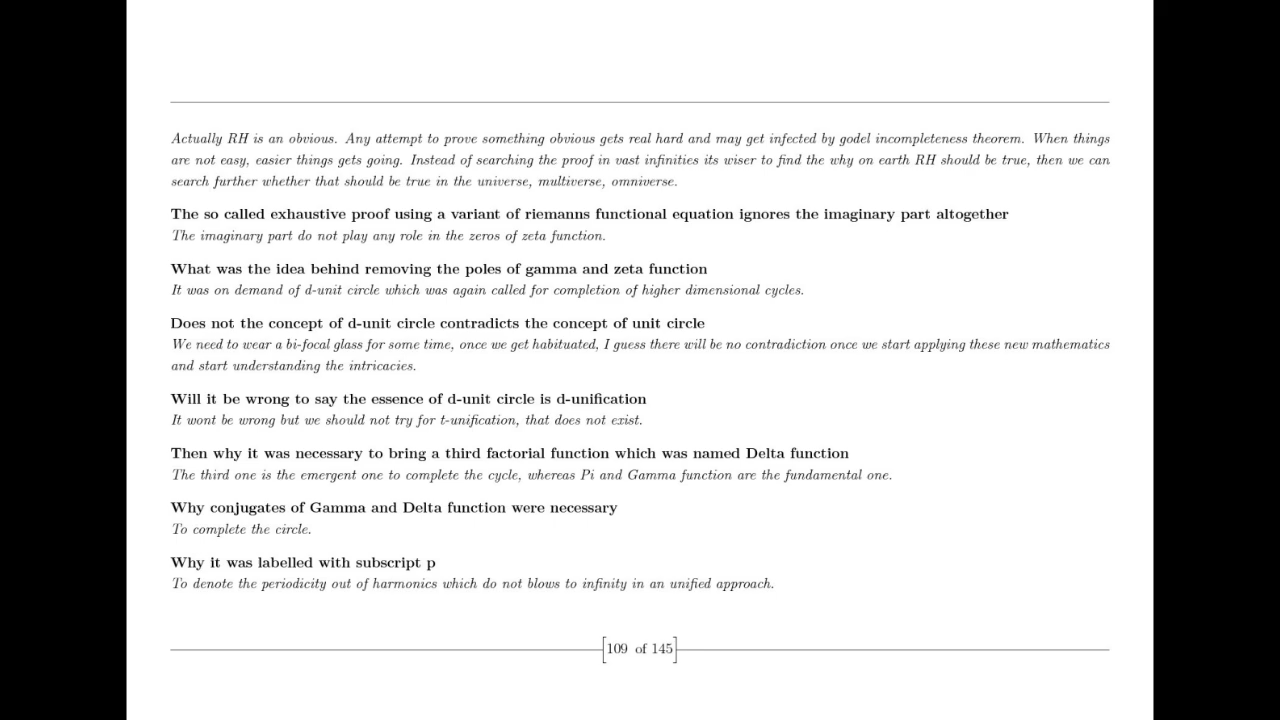 Actually RH is an obvious. Any attempt to prove something obvious gets real hard and may get infected by godel incompleteness theorem. When things
are not easy, easier things gets going. Instead of searching the proof in vast infinities its wiser to find the why on earth RH should be true, then we can
search further whether that should be true in the universe, multiverse, omniverse.
The so called exhaustive proof using a variant of riemanns functional equation ignores the imaginary part altogether
The imaginary part do not play any role in the zeros of zeta function.
What was the idea behind removing the poles of gamma and zeta function
It was on demand of d-unit circle which was again called for completion of higher dimensional cycles.
Does not the concept of d-unit circle contradicts the concept of unit circle
We need to wear a bi-focal glass for some time, once we get habituated, I guess there will be no contradiction once we start applying these new mathematics
and start understanding the intricacies.
Will it be wrong to say the essence of d-unit circle is d-unification
It wont be wrong but we should not try for t-unification, that does not exist.
Then why it was necessary to bring a third factorial function which was named Delta function
The third one is the emergent one to complete the cycle, whereas Pi and Gamma function are the fundamental one.
Why conjugates of Gamma and Delta function were necessary
To complete the circle.
Why it was labelled with subscript p
To denote the periodicity out of harmonics which do not blows to infinity in an unified approach.
[109 of 145]